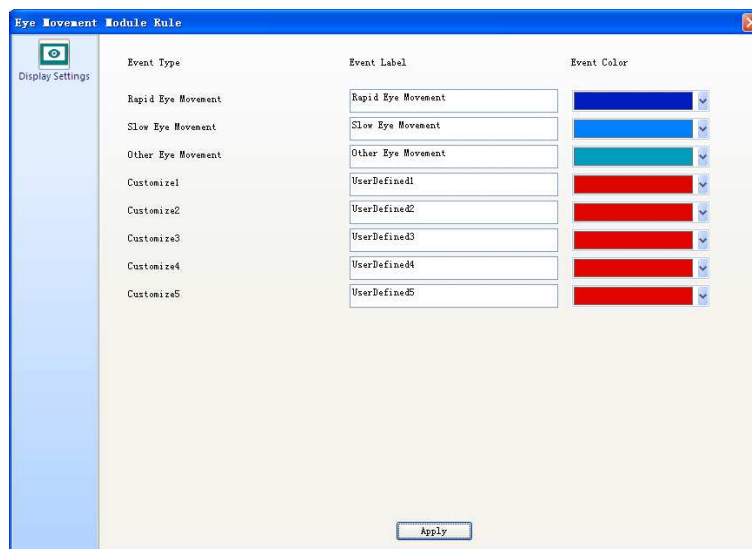 Eye Movement Module Rule
Display Settings
Event Type Event Label Event Color
Rapid Eye Movement Rapid Eye Movement
Slow Eye Movement Slow Eye Movement
Other Eye Movement Other Eye Movement
Customize1 UserDefined1
Customize2 UserDefined2
Customize3 UserDefined3
Customize4 UserDefined4
Customize5 UserDefined5
Apply